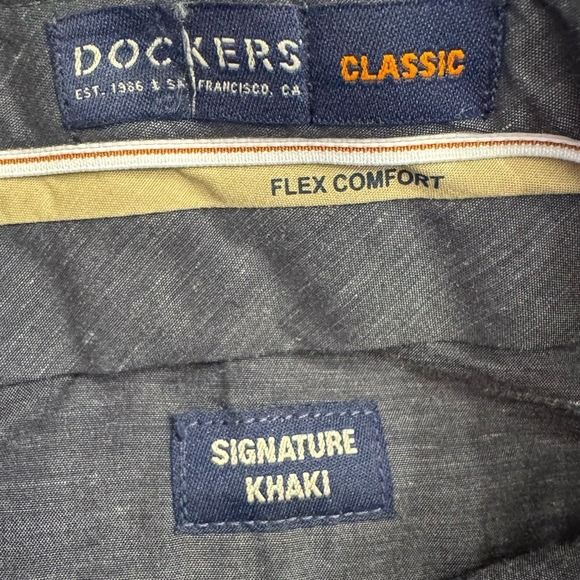 DOCKERS CLASSIC
EST. 1986 SAN FRANCISCO, CA
FLEX COMFORT
SIGNATURE
KHAKI